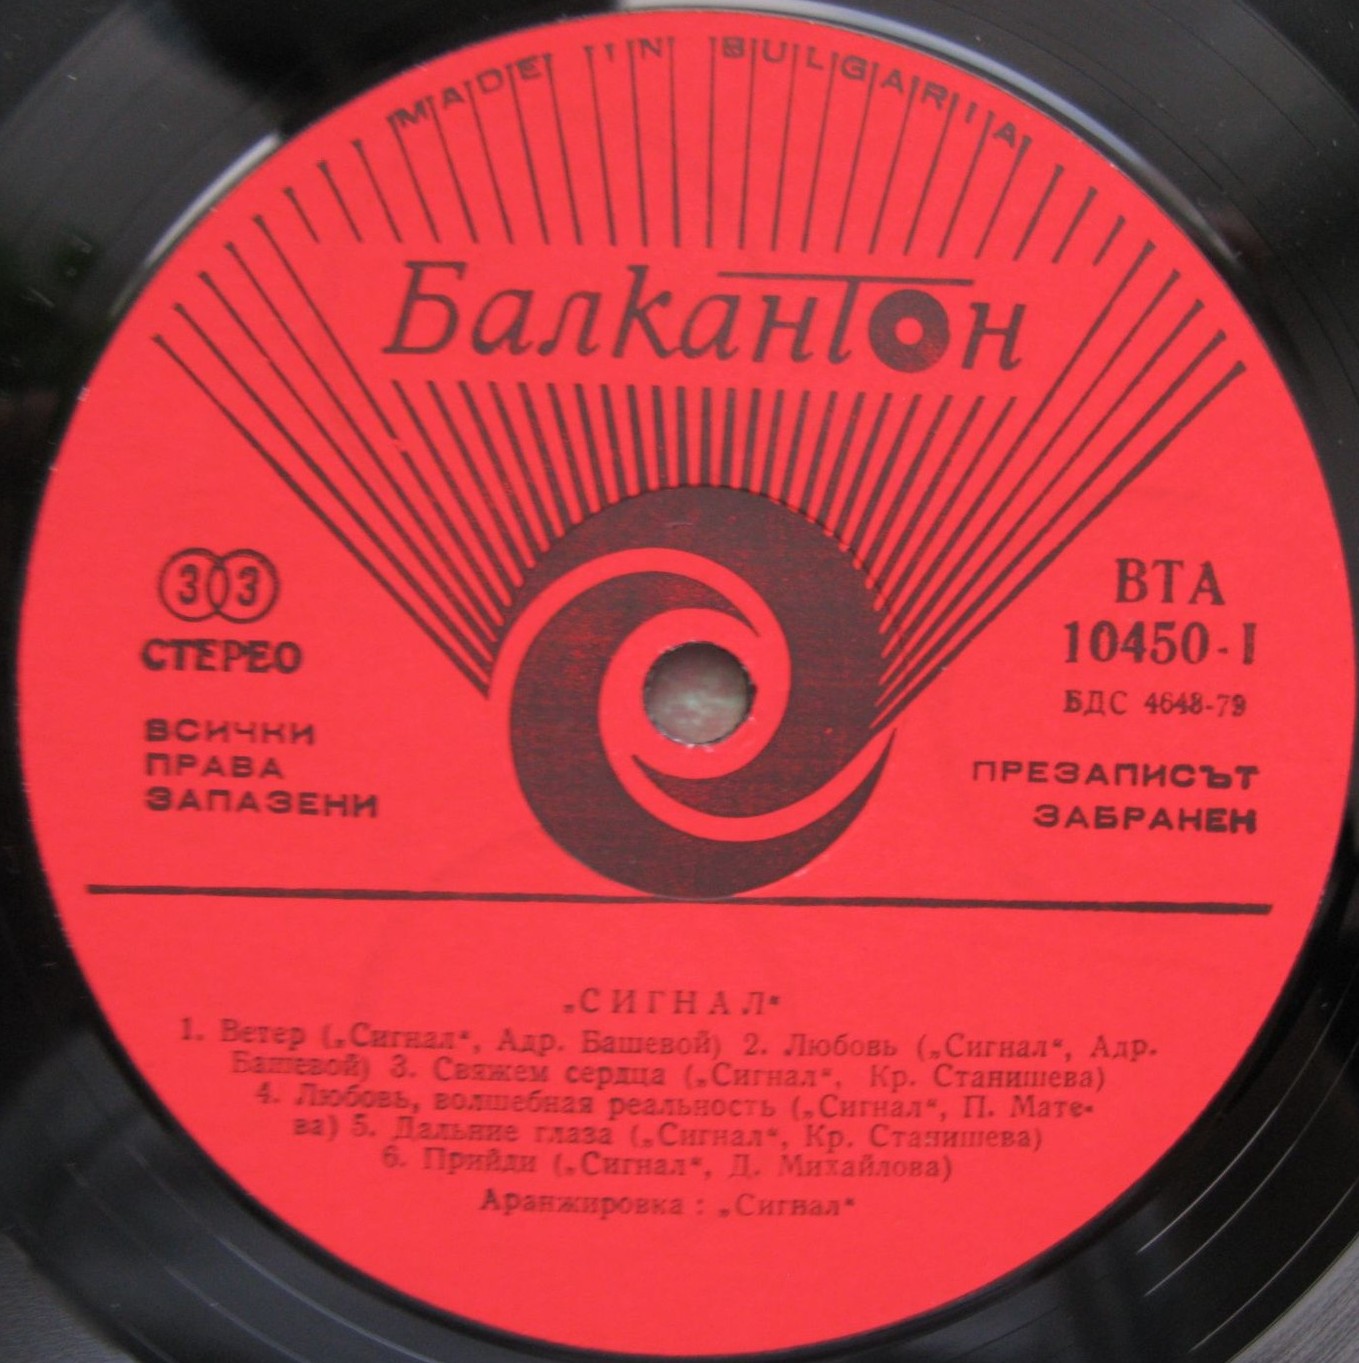 MADE IN BULGARIA
Балкантон
33
СТЕРЕО
ВСИЧКИ
ПРАВА
ЗАПАЗЕНИ
ВТА
10450-I
БДС 4648-79
ПРЕЗАПИСЪТ
ЗАБРАНЕН
„СИГНАЛ“
1. Ветер („Сигнал“, Адр. Башевой) 2. Любовь („Сигнал“, Адр.
Башевой) 3. Свяжем сердца („Сигнал“, Кр. Станишева)
4. Любовь, волшебная реальность („Сигнал“, П. Мате-
ва) 5. Дальние глаза („Сигнал“, Кр. Станишева)
6. Прийди („Сигнал“, Д. Михайлова)
Аранжировка : „Сигнал“